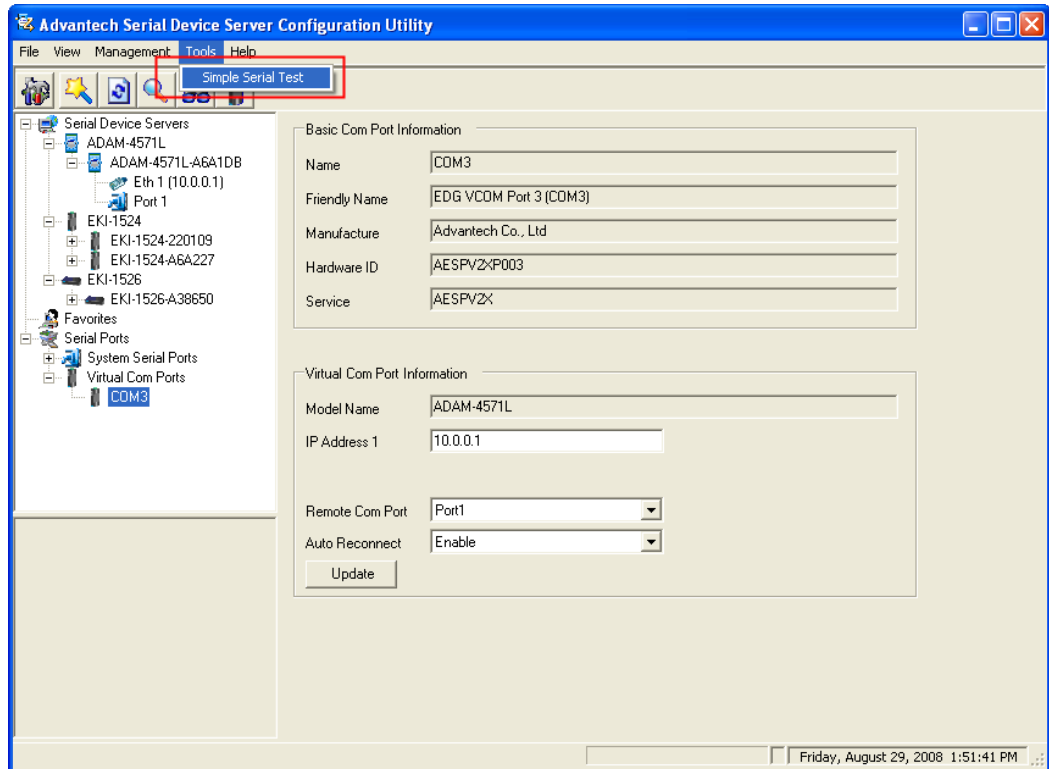 Advantech Serial Device Server Configuration Utility
File View Management Tools Help
Simple Serial Test
Serial Device Servers
ADAM-4571L
ADAM-4571L-A6A1DB
Eth 1 (10.0.0.1)
Port 1
EKI-1524
EKI-1524-220109
EKI-1524-A6A227
EKI-1526
EKI-1526-A38650
Favorites
Serial Ports
System Serial Ports
Virtual Com Ports
COM3
Basic Com Port Information
Name COM3
Friendly Name EDG VCOM Port 3 (COM3)
Manufacture Advantech Co., Ltd
Hardware ID AESPV2XP003
Service AESPV2X
Virtual Com Port Information
Model Name ADAM-4571L
IP Address 1 10.0.0.1
Remote Com Port Port1
Auto Reconnect Enable
Update
Friday, August 29, 2008 1:51:41 PM